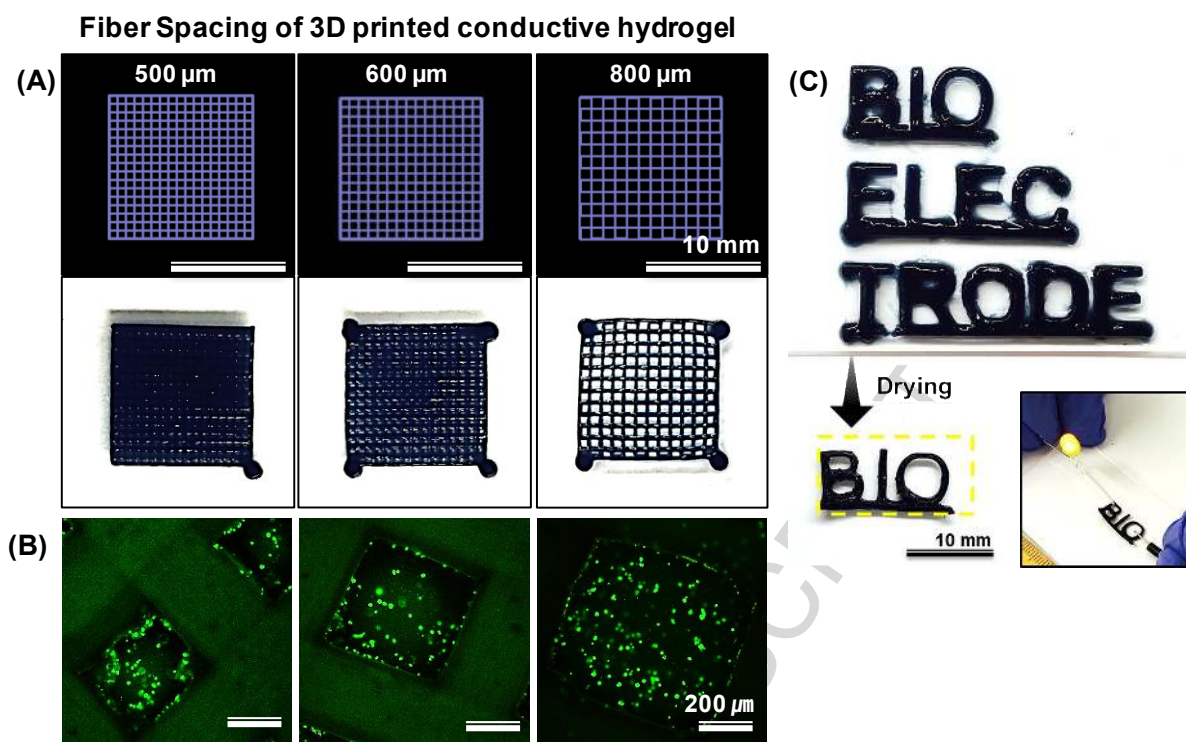 Fiber Spacing of 3D printed conductive hydrogel
(A)
500 µm
600 µm
800 µm
10 mm
(B)
200 µm
(C)
BIO
ELEC
TRODE
Drying
BIO
10 mm
BIO